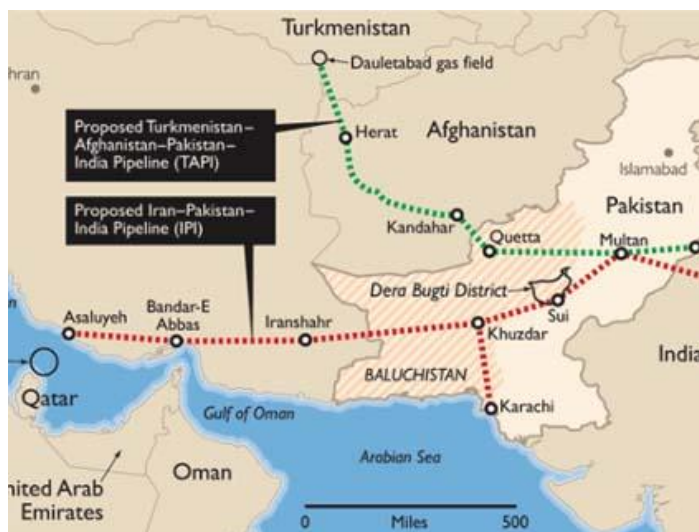 Turkmenistan
Dauletabad gas field
hran
Proposed Turkmenistan–
Afghanistan–Pakistan–
India Pipeline (TAPI)
Herat
Afghanistan
Islamabad
Proposed Iran–Pakistan–
India Pipeline (IPI)
Kandahar
Quetta
Pakistan
Multan
Dera Bugti District
Asaluyeh
Bandar-E
Abbas
Iranshahr
Sui
Khuzdar
India
BALUCHISTAN
Qatar
Gulf of Oman
Karachi
Arabian Sea
Oman
nited Arab
Emirates
0
500
Miles